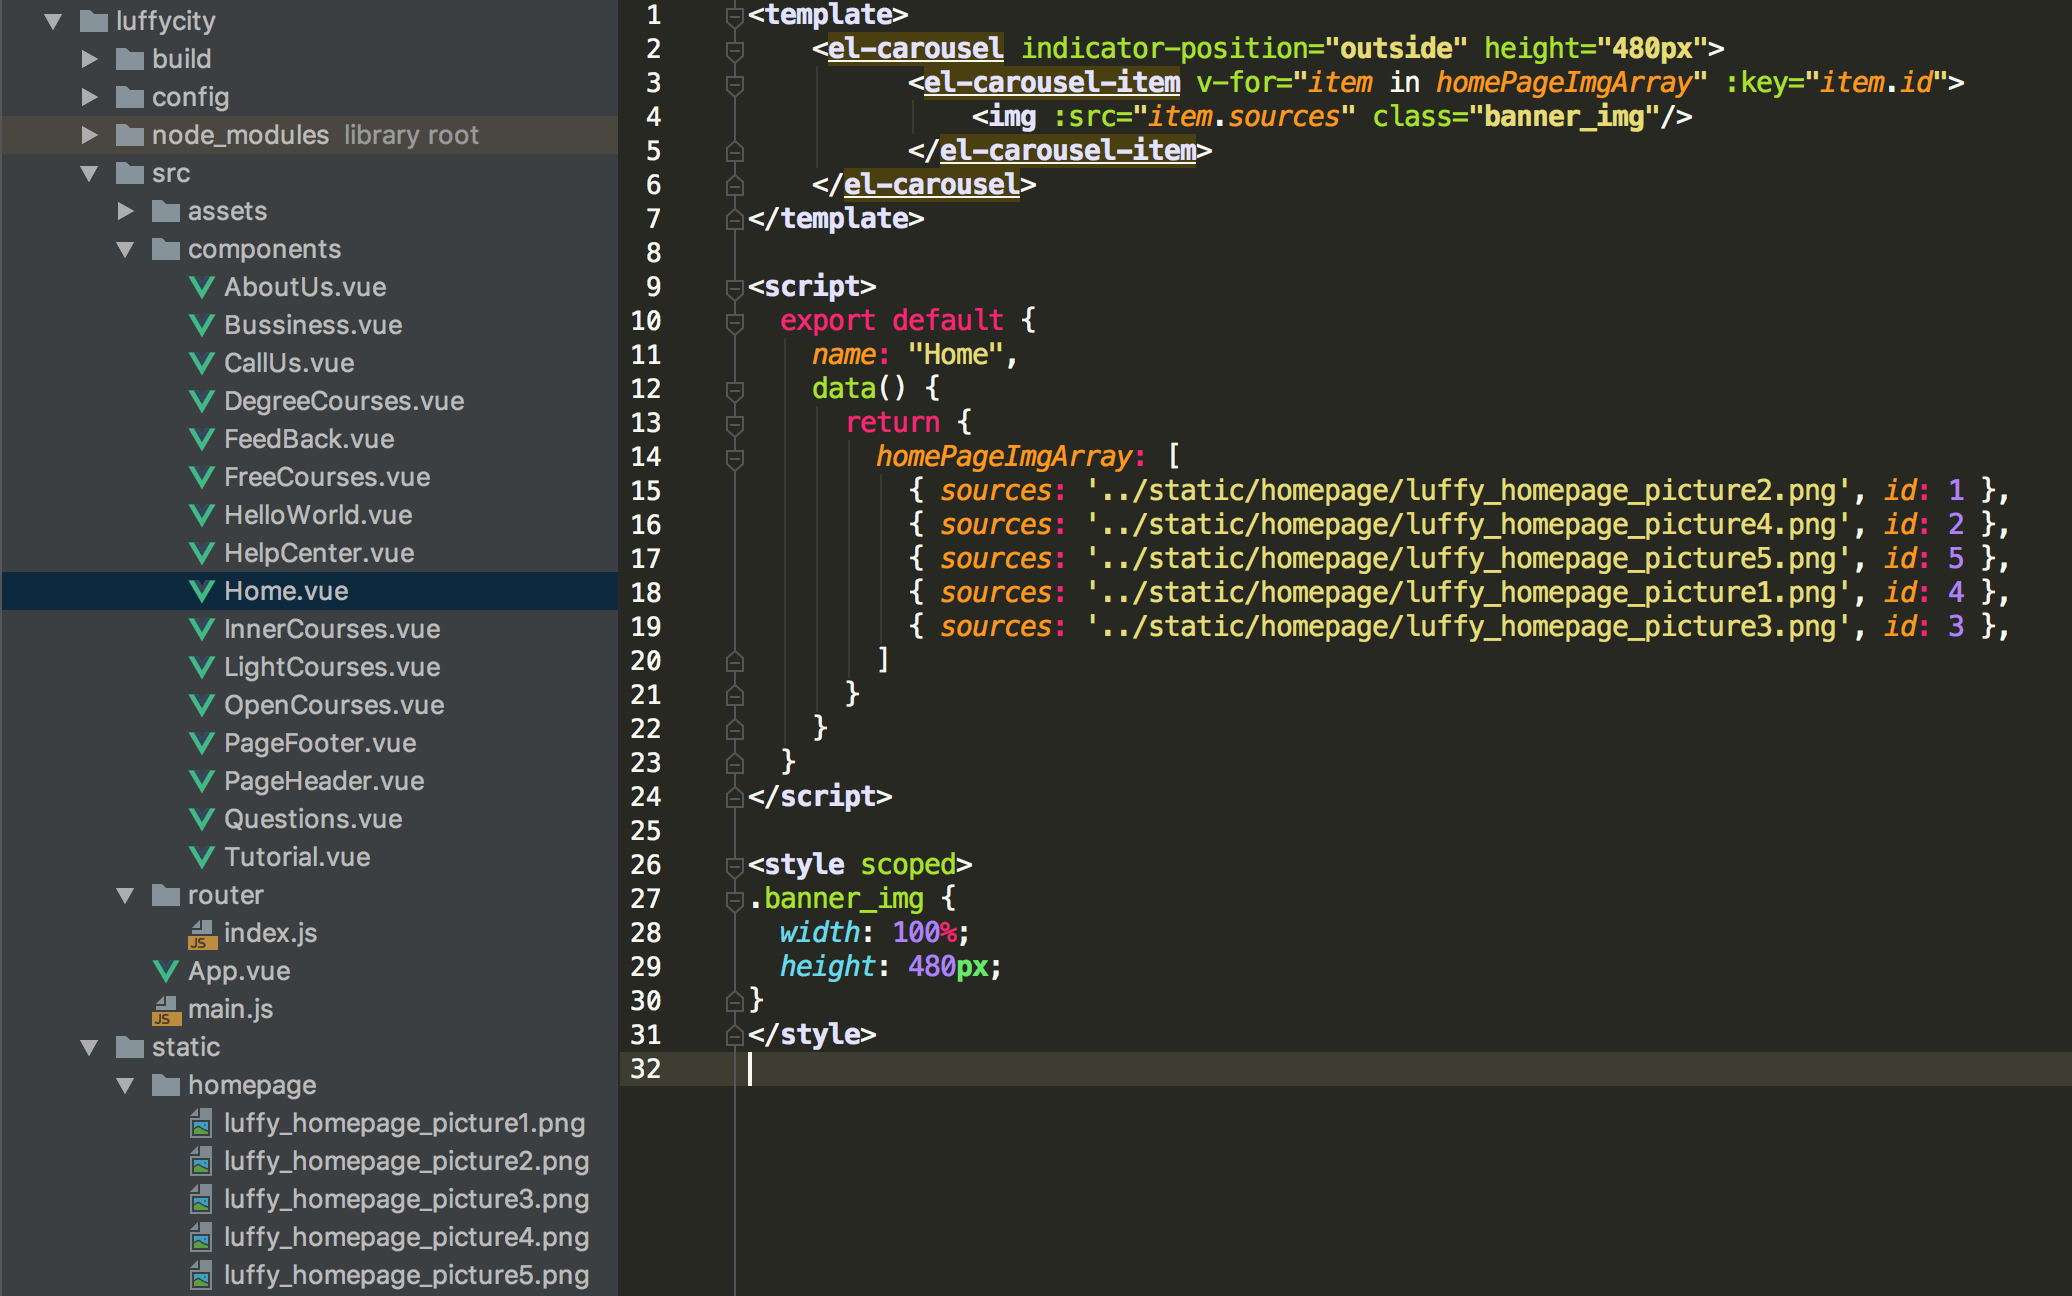 luffycity
build
config
node_modules library root
src
assets
components
AboutUs.vue
Bussiness.vue
CallUs.vue
DegreeCourses.vue
FeedBack.vue
FreeCourses.vue
HelloWorld.vue
HelpCenter.vue
Home.vue
InnerCourses.vue
LightCourses.vue
OpenCourses.vue
PageFooter.vue
PageHeader.vue
Questions.vue
Tutorial.vue
router
JS index.js
App.vue
JS main.js
static
homepage
luffy_homepage_picture1.png
luffy_homepage_picture2.png
luffy_homepage_picture3.png
luffy_homepage_picture4.png
luffy_homepage_picture5.png
1 <template>
2 <el-carousel indicator-position="outside" height="480px">
3 <el-carousel-item v-for="item in homePageImgArray" :key="item.id">
4 <img :src="item.sources" class="banner_img"/>
5 </el-carousel-item>
6 </el-carousel>
7 </template>
8
9 <script>
10 export default {
11 name: "Home",
12 data() {
13 return {
14 homePageImgArray: [
15 { sources: '../static/homepage/luffy_homepage_picture2.png', id: 1 },
16 { sources: '../static/homepage/luffy_homepage_picture4.png', id: 2 },
17 { sources: '../static/homepage/luffy_homepage_picture5.png', id: 5 },
18 { sources: '../static/homepage/luffy_homepage_picture1.png', id: 4 },
19 { sources: '../static/homepage/luffy_homepage_picture3.png', id: 3 },
20 ]
21 }
22 }
23 }
24 </script>
25
26 <style scoped>
27 .banner_img {
28 width: 100%;
29 height: 480px;
30 }
31 </style>
32